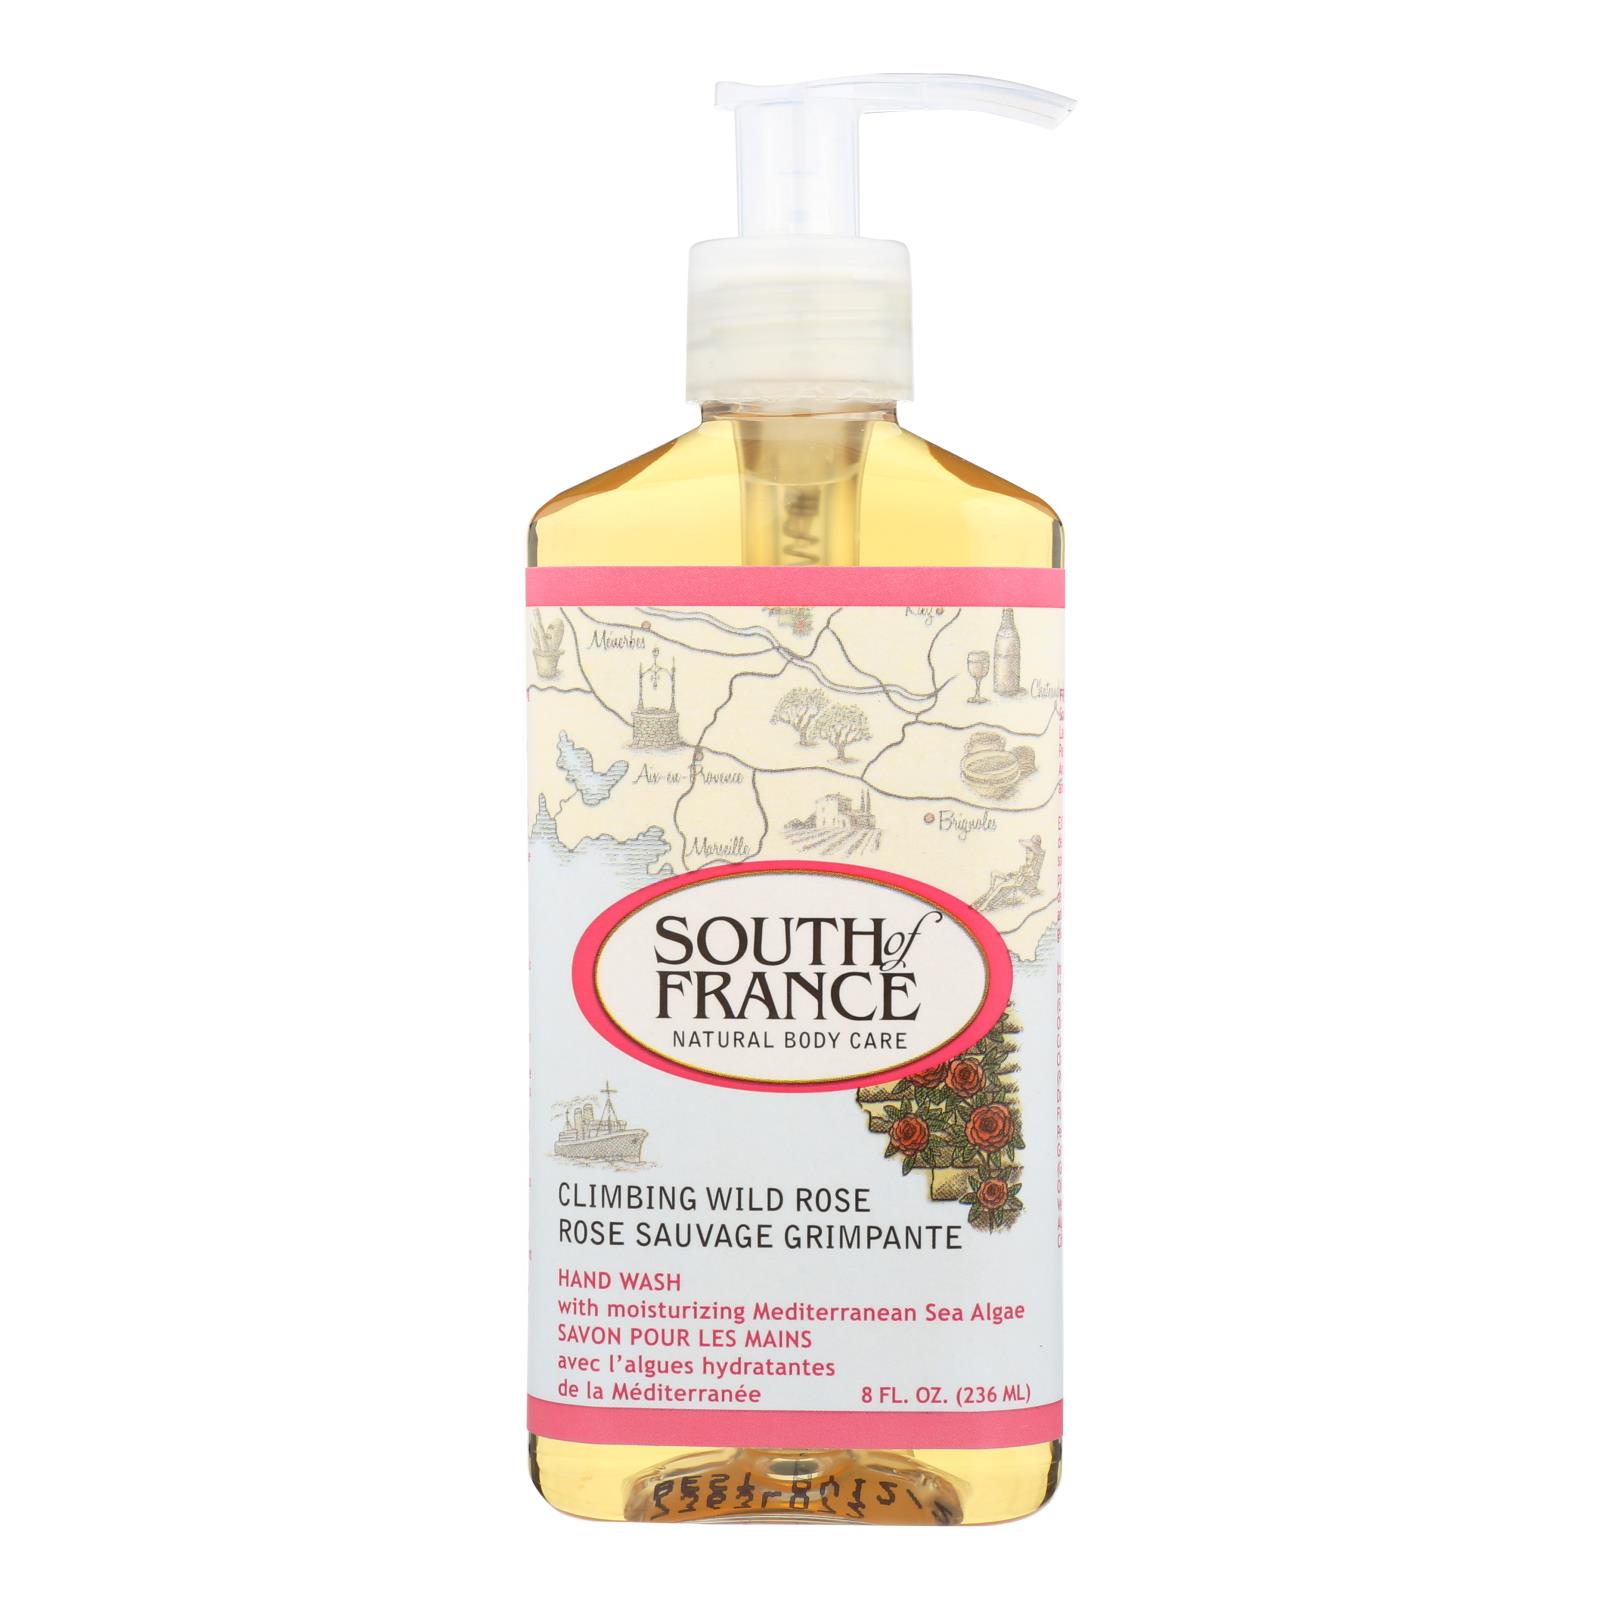 Ménerbes
Aix-en-Provence
Brignoles
Marseille
SOUTH of
FRANCE
NATURAL BODY CARE
CLIMBING WILD ROSE
ROSE SAUVAGE GRIMPANTE
HAND WASH
with moisturizing Mediterranean Sea Algae
SAVON POUR LES MAINS
avec l'algues hydratantes
de la Méditerranée
8 FL. OZ. (236 ML)